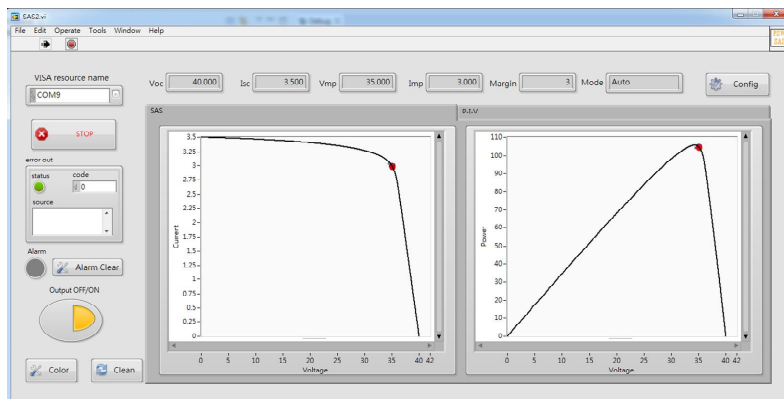 SAS2.vi
File Edit Operate Tools Window Help
VISA resource name
COM9
Voc 40.000 Isc 3.500 Vmp 35.000 Imp 3.000 Margin 3 Mode Auto Config
STOP
SAS
P-I-V
error out
status code
0
source
Alarm
Alarm Clear
Output OFF/ON
Color Clean
Current
3.5
3.25
3
2.75
2.5
2.25
2
1.75
1.5
1.25
1
0.75
0.5
0.25
0
0 5 10 15 20 25 30 35 40 42
Voltage
Power
110
100
90
80
70
60
50
40
30
20
10
0
0 5 10 15 20 25 30 35 40 42
Voltage